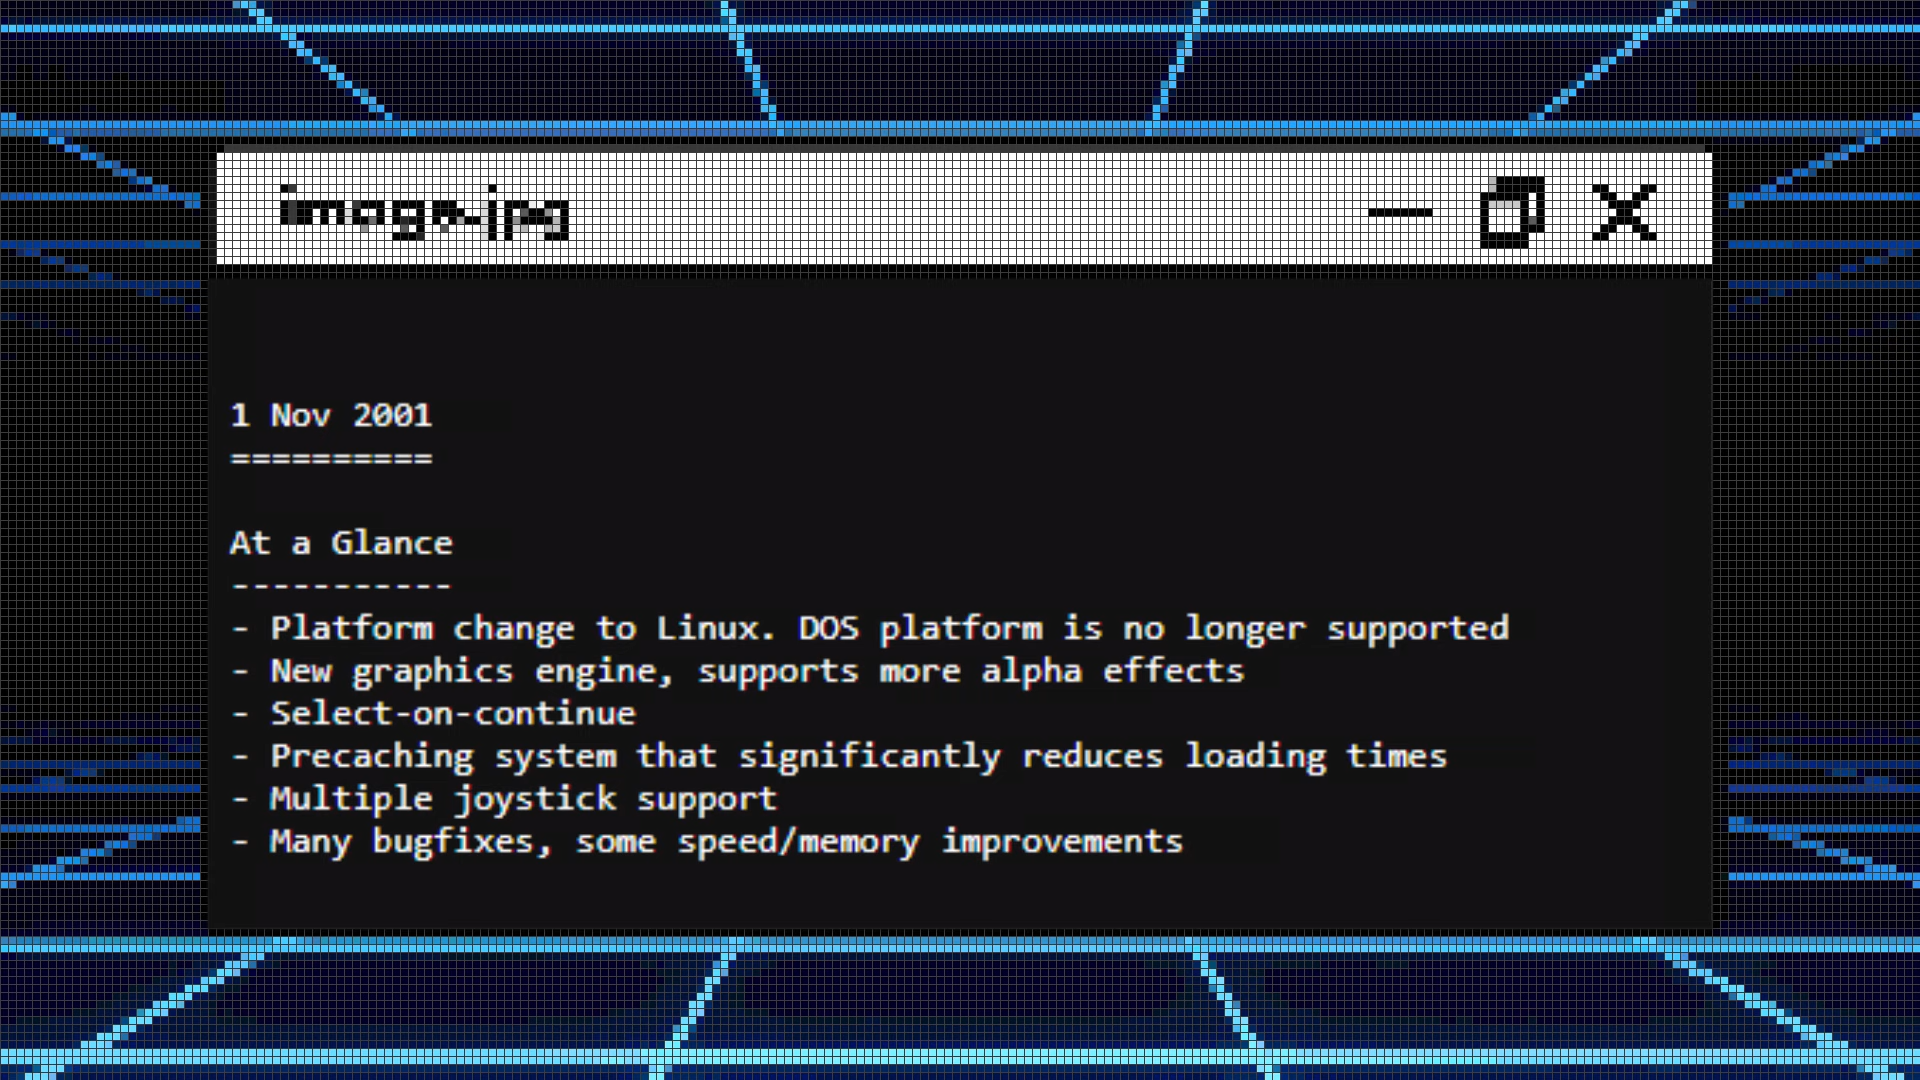 image.jpg
1 Nov 2001
==========
At a Glance
-----------
- Platform change to Linux. DOS platform is no longer supported
- New graphics engine, supports more alpha effects
- Select-on-continue
- Precaching system that significantly reduces loading times
- Multiple joystick support
- Many bugfixes, some speed/memory improvements